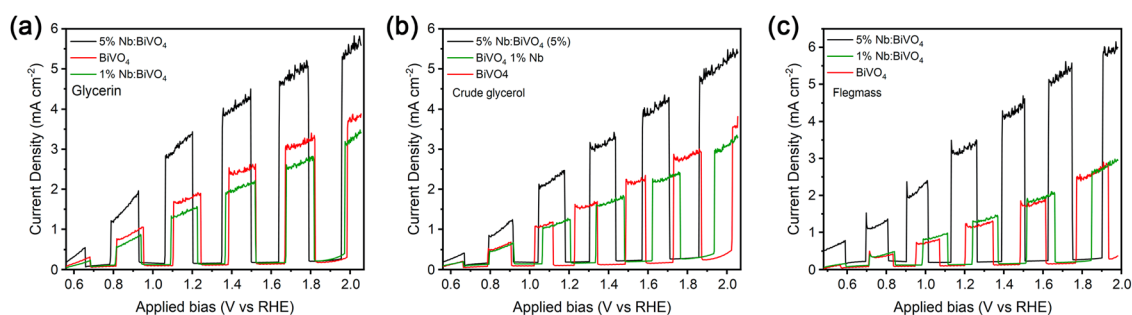 (a)
5% Nb:BiVO₄
BiVO₄
1% Nb:BiVO₄
Glycerin
Current Density (mA cm⁻²)
6
5
4
3
2
1
0
0.6 0.8 1.0 1.2 1.4 1.6 1.8 2.0
Applied bias (V vs RHE)
(b)
5% Nb:BiVO₄ (5%)
BiVO₄ 1% Nb
BiVO4
Crude glycerol
Current Density (mA cm⁻²)
6
5
4
3
2
1
0
0.6 0.8 1.0 1.2 1.4 1.6 1.8 2.0
Applied bias (V vs RHE)
(c)
5% Nb:BiVO₄
1% Nb:BiVO₄
BiVO₄
Flegmass
Current Density (mA cm⁻²)
6
5
4
3
2
1
0
0.6 0.8 1.0 1.2 1.4 1.6 1.8 2.0
Applied bias (V vs RHE)